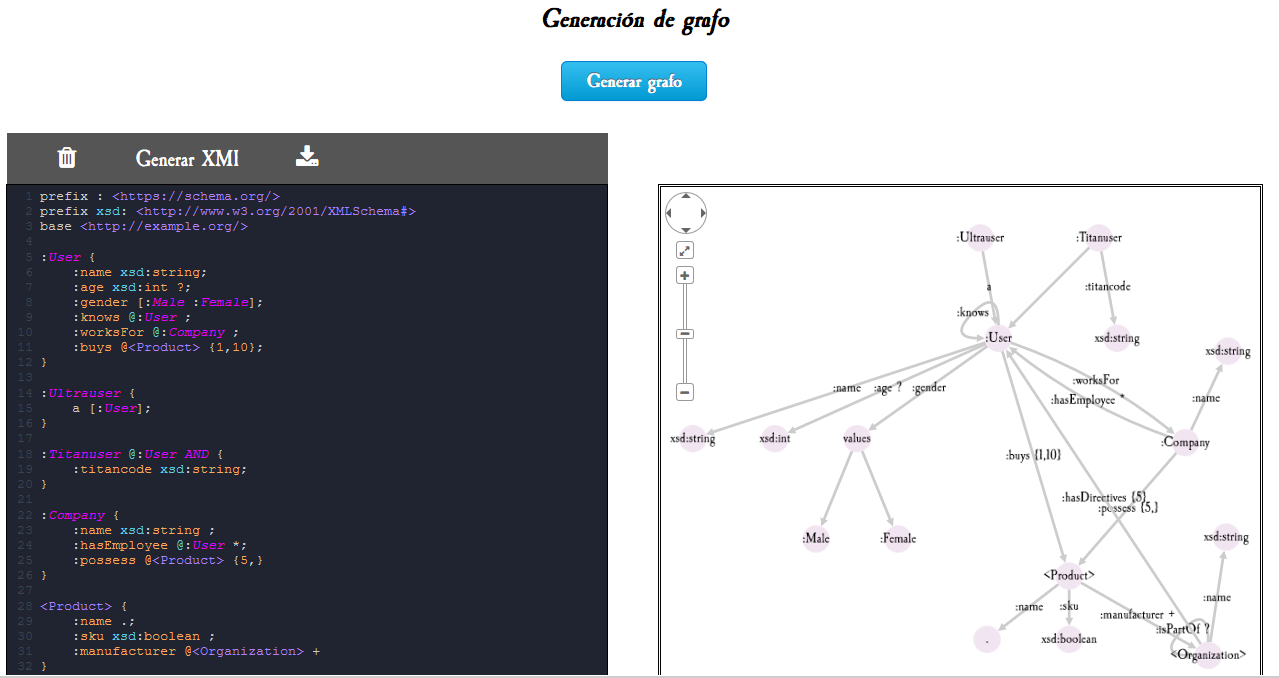 Generación de grafo
Generar grafo
Generar XMI
1 prefix : <https://schema.org/>
2 prefix xsd: <http://www.w3.org/2001/XMLSchema#>
3 base <http://example.org/>
4
5 :User {
6     :name xsd:string;
7     :age xsd:int ?;
8     :gender [:Male :Female];
9     :knows @:User ;
10     :worksFor @:Company ;
11     :buys @<Product> {1,10};
12 }
13
14 :Ultrauser {
15     a [:User];
16 }
17
18 :Titanuser @:User AND {
19     :titancode xsd:string;
20 }
21
22 :Company {
23     :name xsd:string ;
24     :hasEmployee @:User *;
25     :possess @<Product> {5,}
26 }
27
28 <Product> {
29     :name .;
30     :sku xsd:boolean ;
31     :manufacturer @<Organization> +
32 }
:Ultrauser
:Titanuser
a
:titancode
:knows
:User
xsd:string
xsd:string
:worksFor
:name
:age ?
:gender
:hasEmployee *
:name
xsd:string
xsd:int
values
:Company
:buys {1,10}
:hasDirectives {5}
:possess {5,}
:Male
:Female
xsd:string
<Product>
:name
:name
:sku
:manufacturer +
:isPartOf ?
.
xsd:boolean
<Organization>